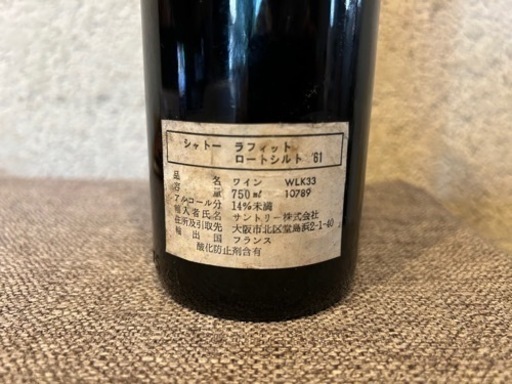 シャトー ラフィット
ロートシルト '61
品名 ワイン WLK33
容量 750㎖ 10789
アルコール分 14%未満
輸入者氏名 サントリー株式会社
住所及引取先 大阪市北区堂島浜2-1-40
輸出国 フランス
酸化防止剤含有